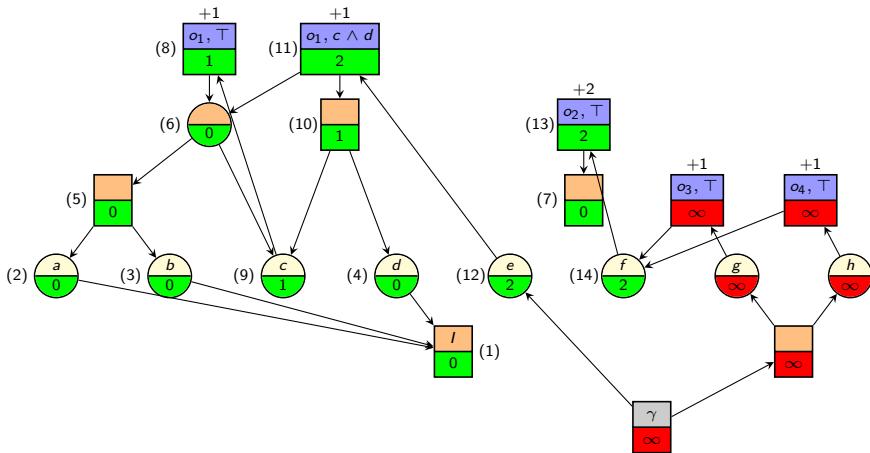 +1 +1
(8) o₁, ⊤ (11) o₁, c ∧ d
1 2
+2
(6) 0 (10) 1 (13) o₂, ⊤ 2
+1 +1
(5) 0 (7) 0 o₃, ⊤ ∞ o₄, ⊤ ∞
(2) a (3) b (9) c (4) d (12) e (14) f g h
0 0 1 0 2 2 ∞ ∞
I (1)
0 ∞
γ
∞